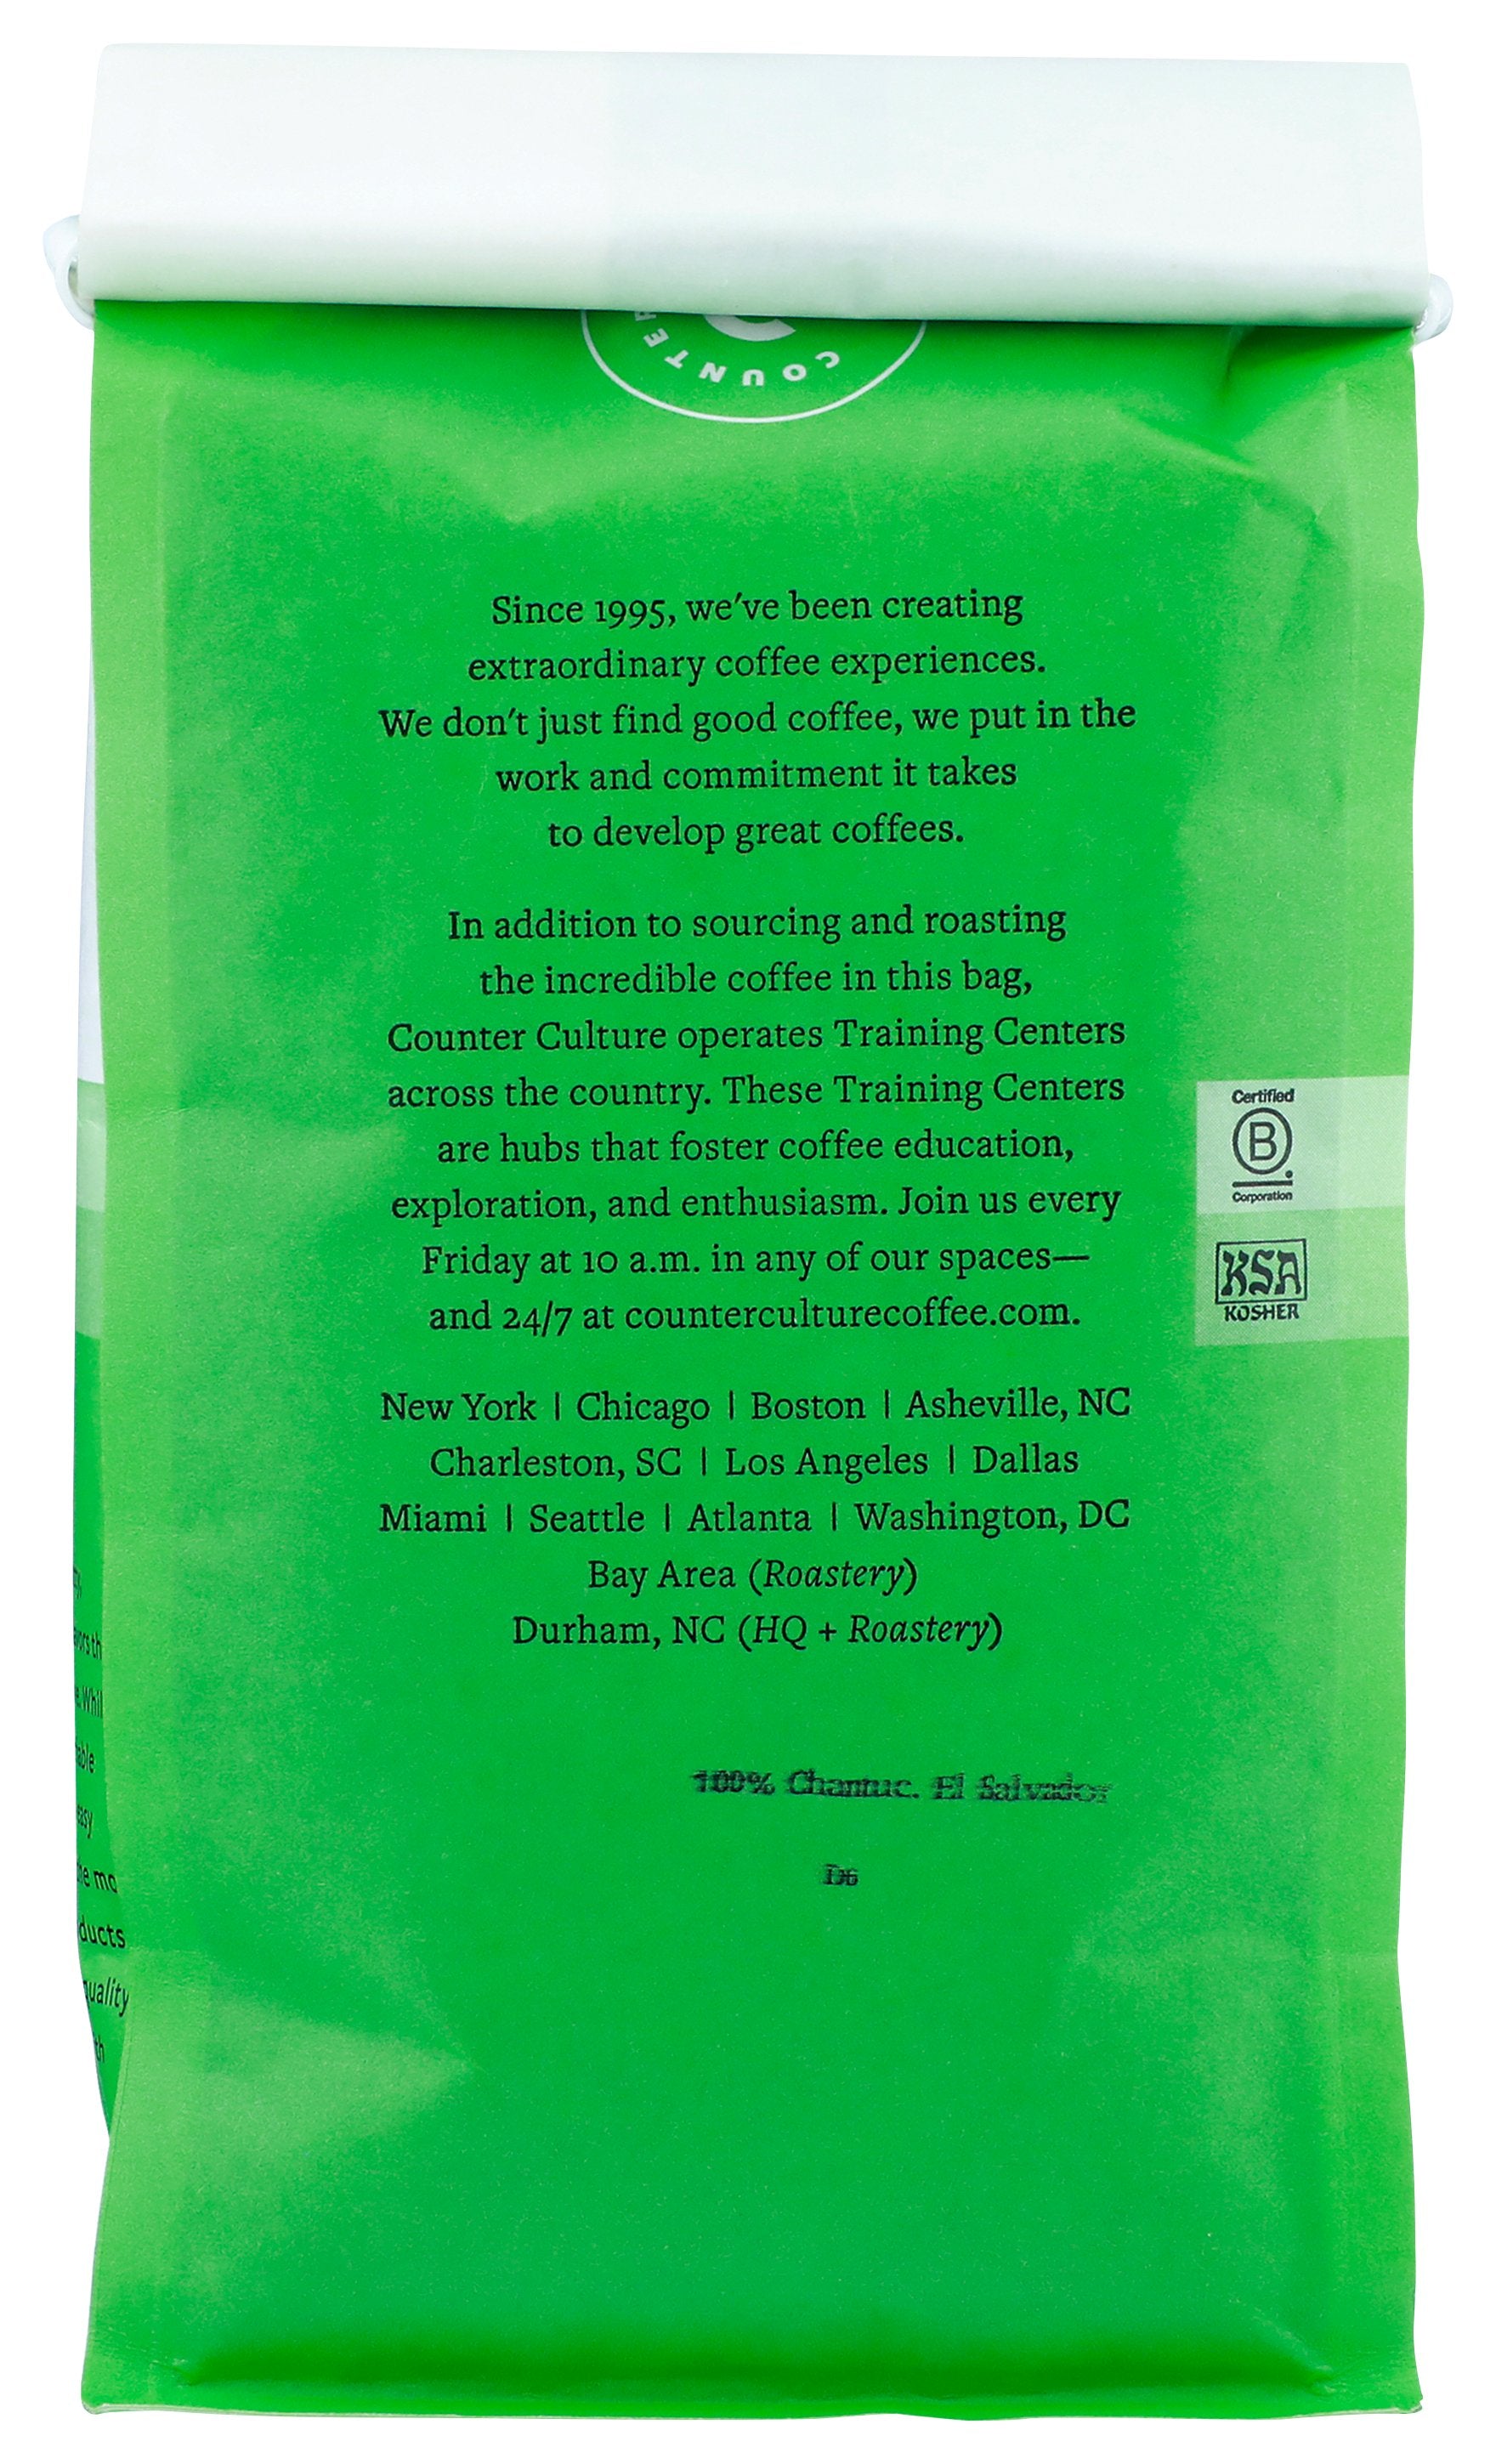 COUNTER
Since 1995, we've been creating
extraordinary coffee experiences.
We don't just find good coffee, we put in the
work and commitment it takes
to develop great coffees.
In addition to sourcing and roasting
the incredible coffee in this bag,
Counter Culture operates Training Centers
across the country. These Training Centers
are hubs that foster coffee education,
exploration, and enthusiasm. Join us every
Friday at 10 a.m. in any of our spaces—
and 24/7 at counterculturecoffee.com.
New York | Chicago | Boston | Asheville, NC
Charleston, SC | Los Angeles | Dallas
Miami | Seattle | Atlanta | Washington, DC
Bay Area (Roastery)
Durham, NC (HQ + Roastery)
100% El Salvador
Certified
B
Corporation
KSA
KOSHER
easy
ducts
quality